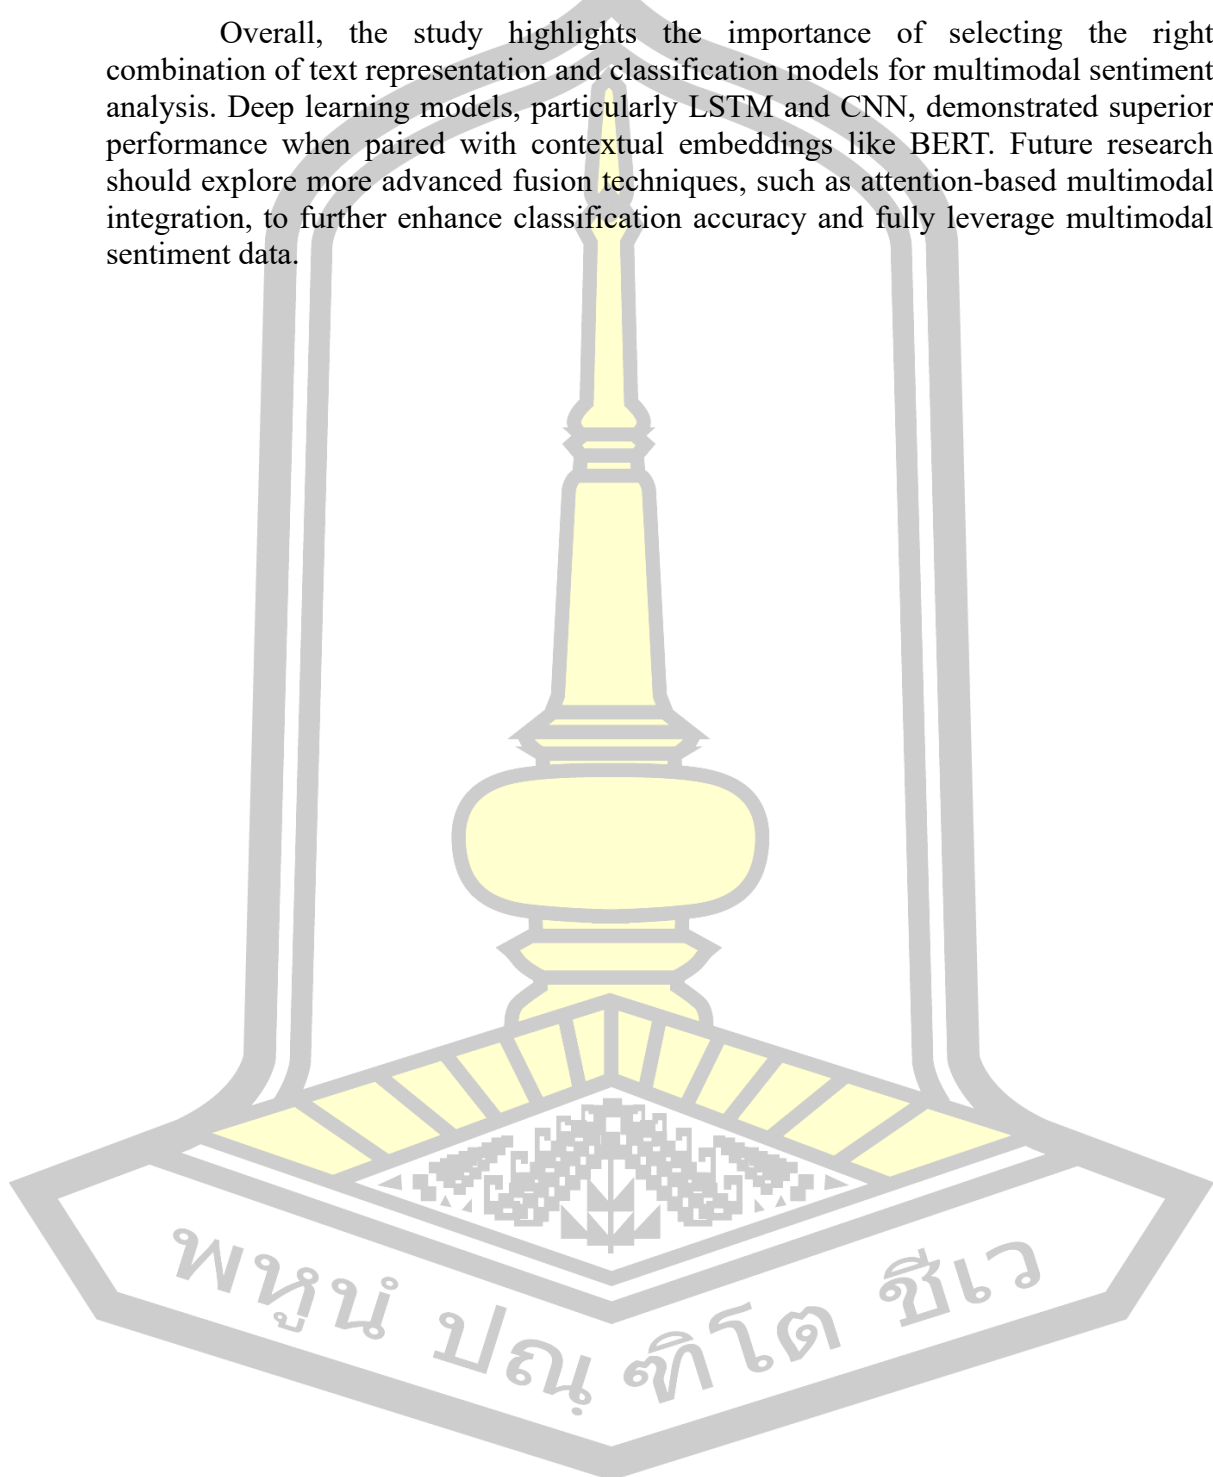 Overall, the study highlights the importance of selecting the right
combination of text representation and classification models for multimodal sentiment
analysis. Deep learning models, particularly LSTM and CNN, demonstrated superior
performance when paired with contextual embeddings like BERT. Future research
should explore more advanced fusion techniques, such as attention-based multimodal
integration, to further enhance classification accuracy and fully leverage multimodal
sentiment data.
พหูนํ ปณฺฑิโต ชีเว